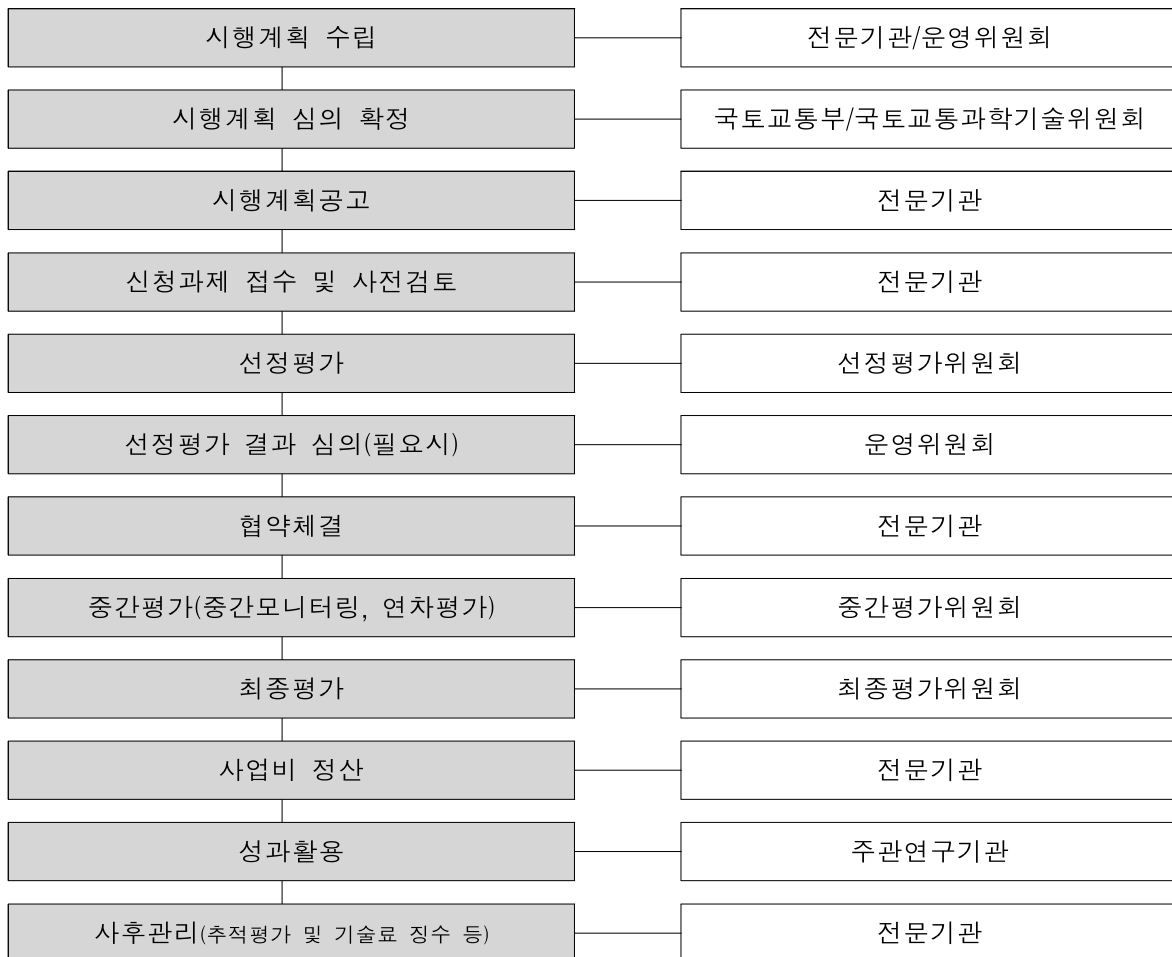 시행계획 수립
전문기관/운영위원회
시행계획 심의 확정
국토교통부/국토교통과학기술위원회
시행계획공고
전문기관
신청과제 접수 및 사전검토
전문기관
선정평가
선정평가위원회
선정평가 결과 심의(필요시)
운영위원회
협약체결
전문기관
중간평가(중간모니터링, 연차평가)
중간평가위원회
최종평가
최종평가위원회
사업비 정산
전문기관
성과활용
주관연구기관
사후관리(추적평가 및 기술료 징수 등)
전문기관